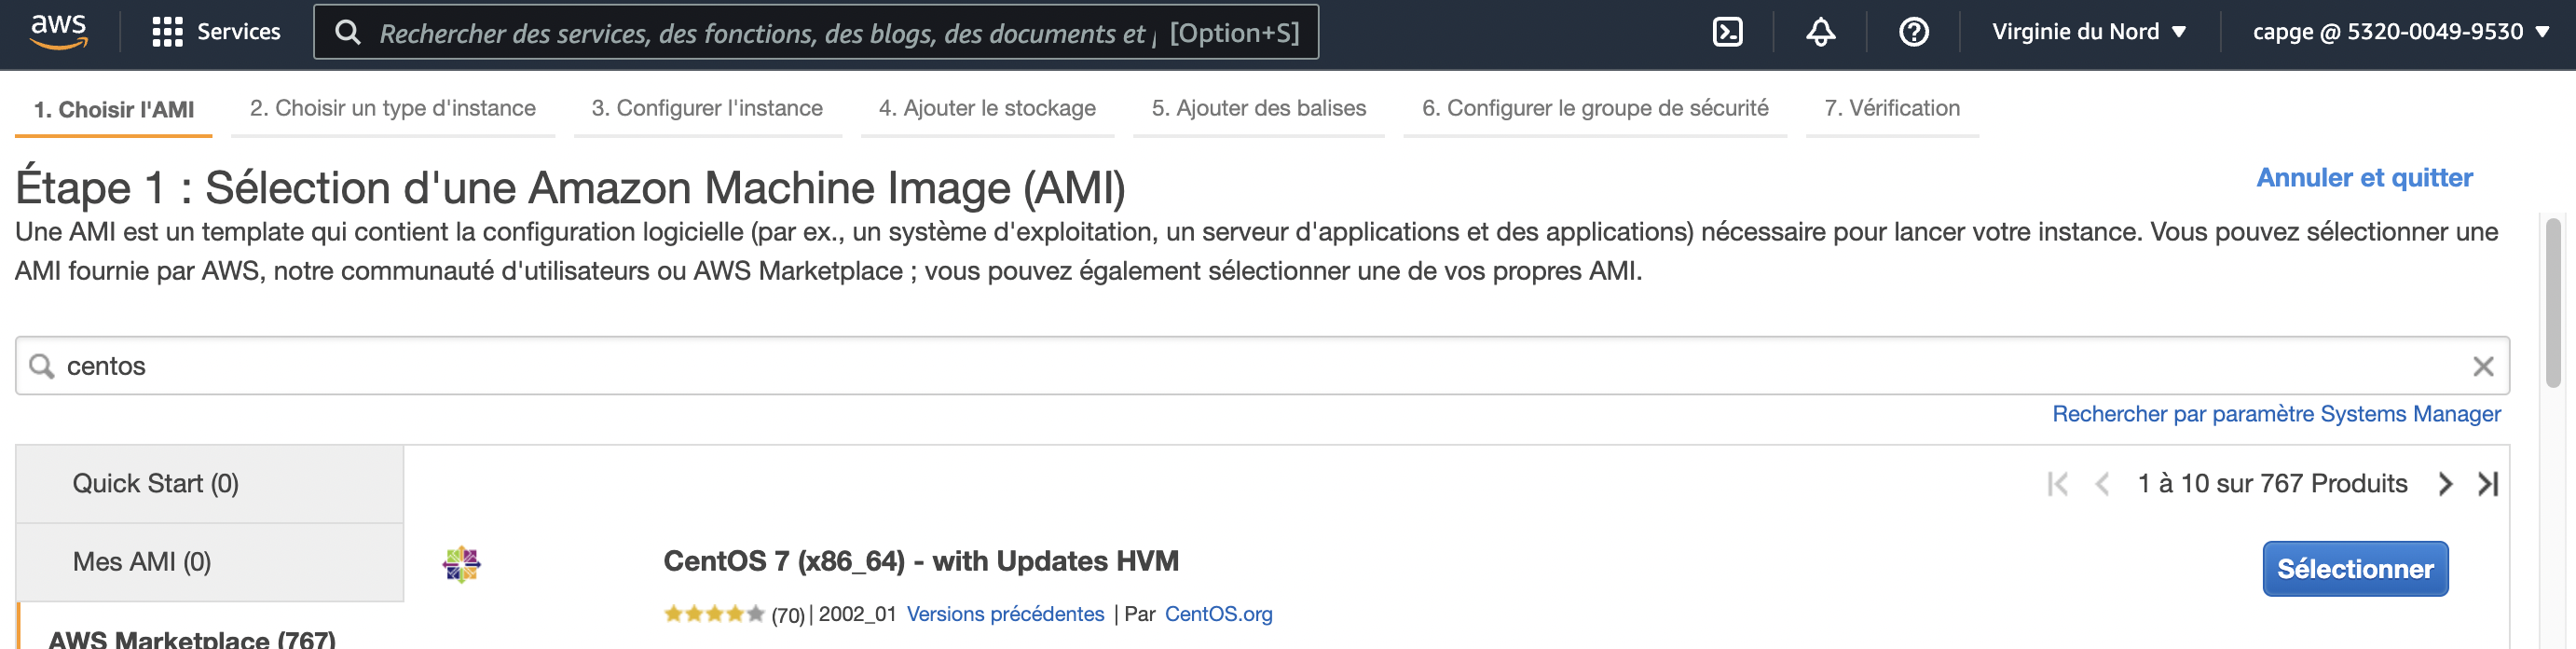 aws
Services
Rechercher des services, des fonctions, des blogs, des documents et [Option+S]
Virginie du Nord
capge @ 5320-0049-9530
1. Choisir l'AMI
2. Choisir un type d'instance
3. Configurer l'instance
4. Ajouter le stockage
5. Ajouter des balises
6. Configurer le groupe de sécurité
7. Vérification
Étape 1 : Sélection d'une Amazon Machine Image (AMI)
Annuler et quitter
Une AMI est un template qui contient la configuration logicielle (par ex., un système d'exploitation, un serveur d'applications et des applications) nécessaire pour lancer votre instance. Vous pouvez sélectionner une
AMI fournie par AWS, notre communauté d'utilisateurs ou AWS Marketplace ; vous pouvez également sélectionner une de vos propres AMI.
centos
Rechercher par paramètre Systems Manager
Quick Start (0)
1 à 10 sur 767 Produits
Mes AMI (0)
CentOS 7 (x86_64) - with Updates HVM
Sélectionner
(70) | 2002_01 Versions précédentes | Par CentOS.org
AWS Marketplace (767)